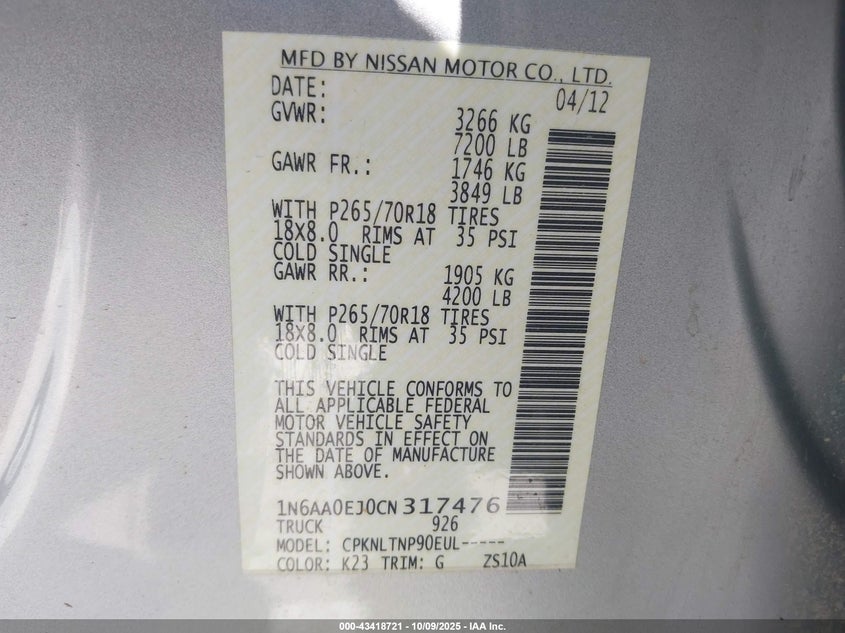 MFD BY NISSAN MOTOR CO., LTD.
DATE: 04/12
GVWR: 3266 KG
7200 LB
GAWR FR.: 1746 KG
3849 LB
WITH P265/70R18 TIRES
18X8.0 RIMS AT 35 PSI
COLD SINGLE
GAWR RR.: 1905 KG
4200 LB
WITH P265/70R18 TIRES
18X8.0 RIMS AT 35 PSI
COLD SINGLE
THIS VEHICLE CONFORMS TO
ALL APPLICABLE FEDERAL
MOTOR VEHICLE SAFETY
STANDARDS IN EFFECT ON
THE DATE OF MANUFACTURE
SHOWN ABOVE.
1N6AA0EJ0CN317476
TRUCK 926
MODEL: CPKNLTNP90EUL-----
COLOR: K23 TRIM: G ZS10A
000-43418721 | 10/09/2025 - IAA Inc.